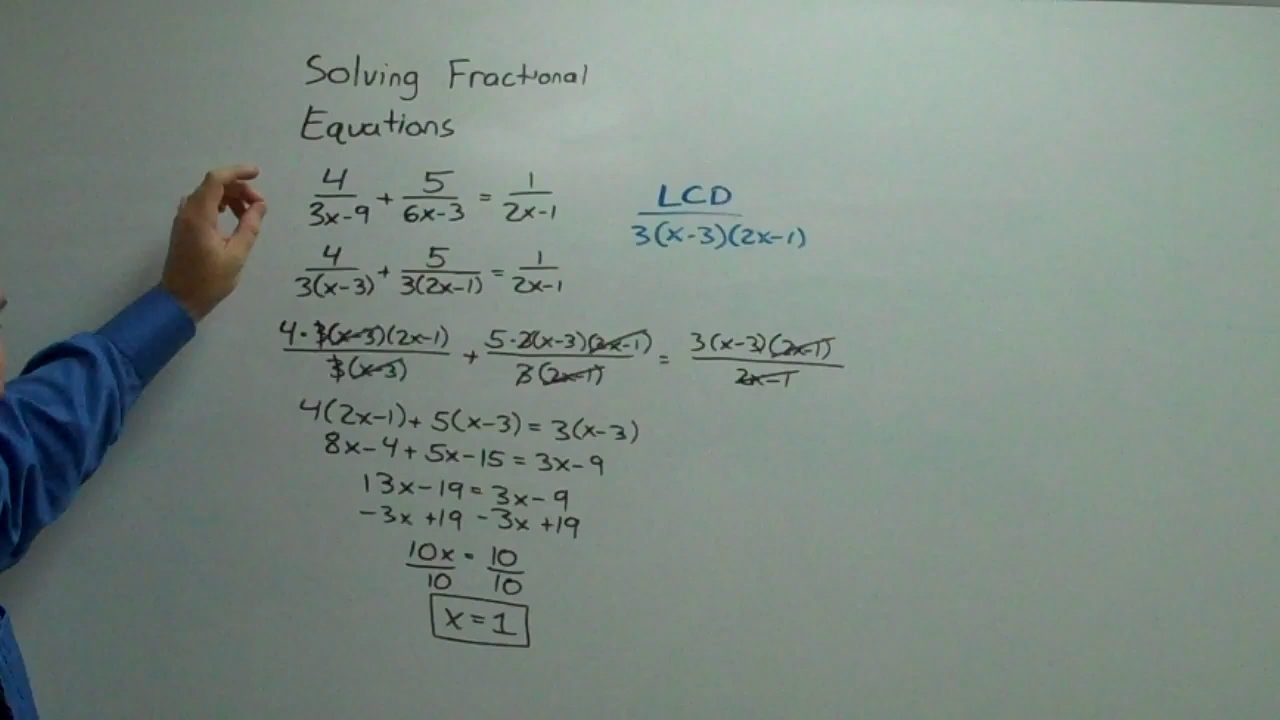 Solving Fractional
Equations
4/(3x-9) + 5/(6x-3) = 1/(2x-1)
LCD
3(x-3)(2x-1)
4/(3(x-3)) + 5/(3(2x-1)) = 1/(2x-1)
4·3(x-3)(2x-1)/(3(x-3)) + 5·3(x-3)(2x-1)/(3(2x-1)) = 3(x-3)(2x-1)/(2x-1)
4(2x-1)+ 5(x-3) = 3(x-3)
8x-4+5x-15 = 3x-9
13x-19 = 3x-9
-3x +19 -3x +19
10x/10 = 10/10
x=1